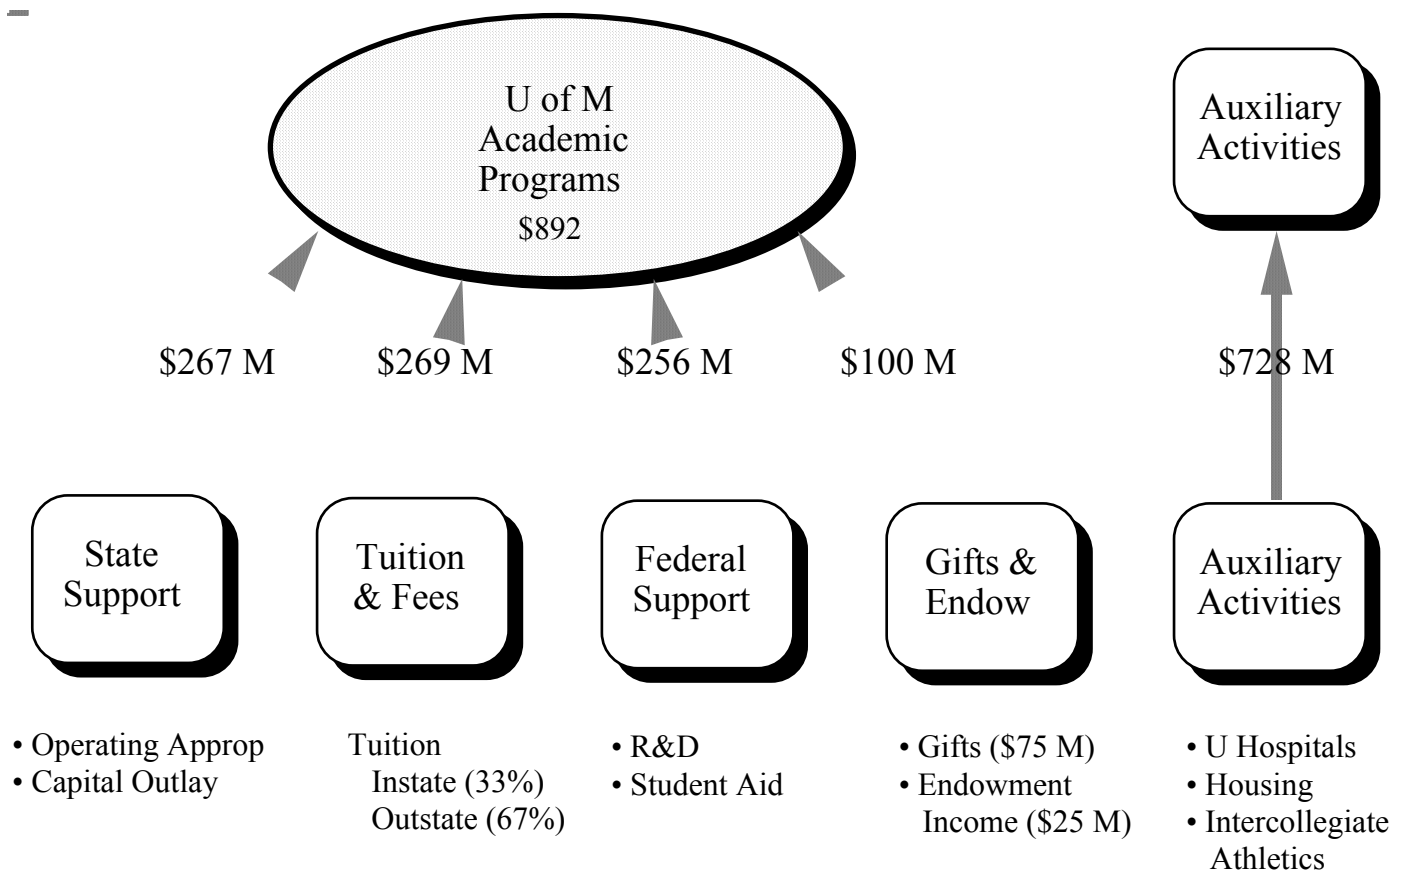 U of M
Academic
Programs
$892
Auxiliary
Activities
$267 M
$269 M
$256 M
$100 M
$728 M
State
Support
Tuition
& Fees
Federal
Support
Gifts &
Endow
Auxiliary
Activities
• Operating Approp
• Capital Outlay
Tuition
Instate (33%)
Outstate (67%)
• R&D
• Student Aid
• Gifts ($75 M)
• Endowment
Income ($25 M)
• U Hospitals
• Housing
• Intercollegiate
Athletics